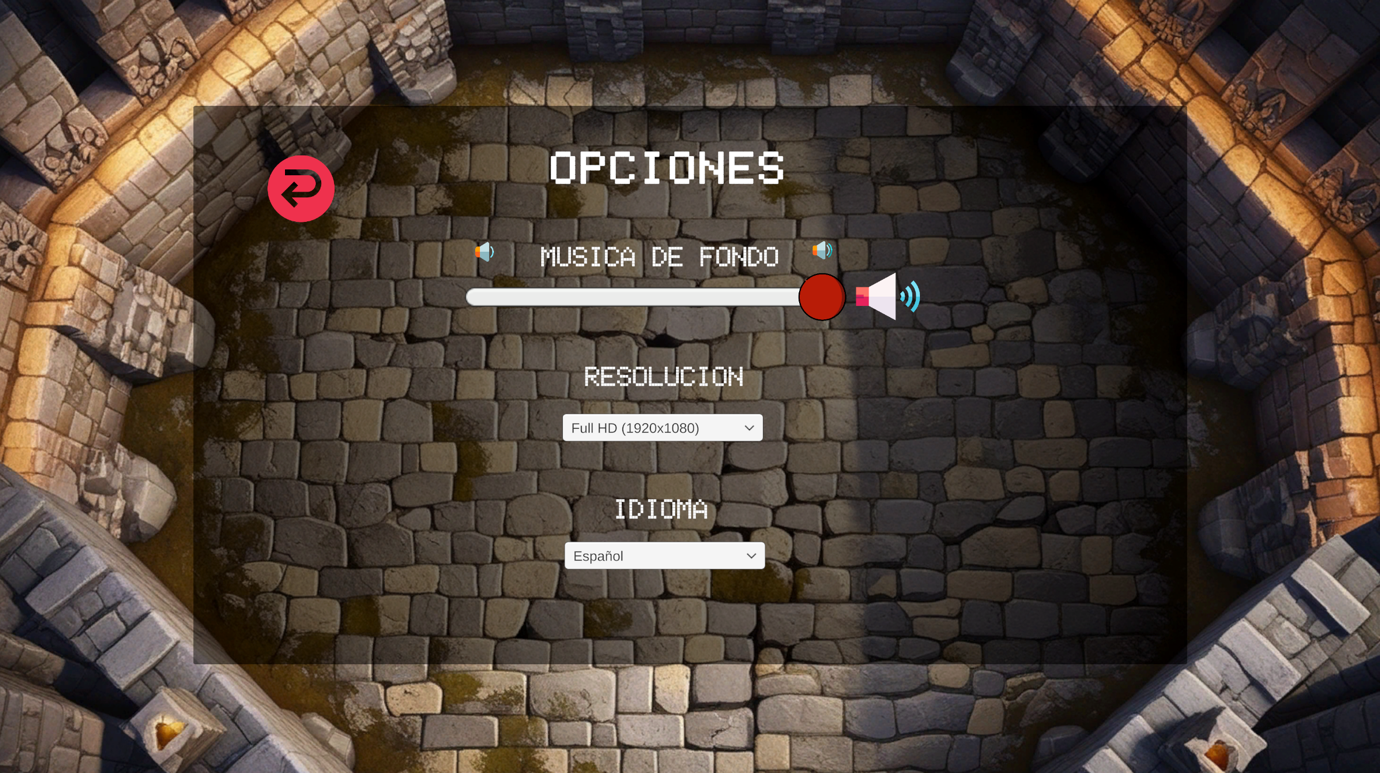 OPCIONES
MUSICA DE FONDO
RESOLUCION
Full HD (1920x1080)
IDIOMA
Español